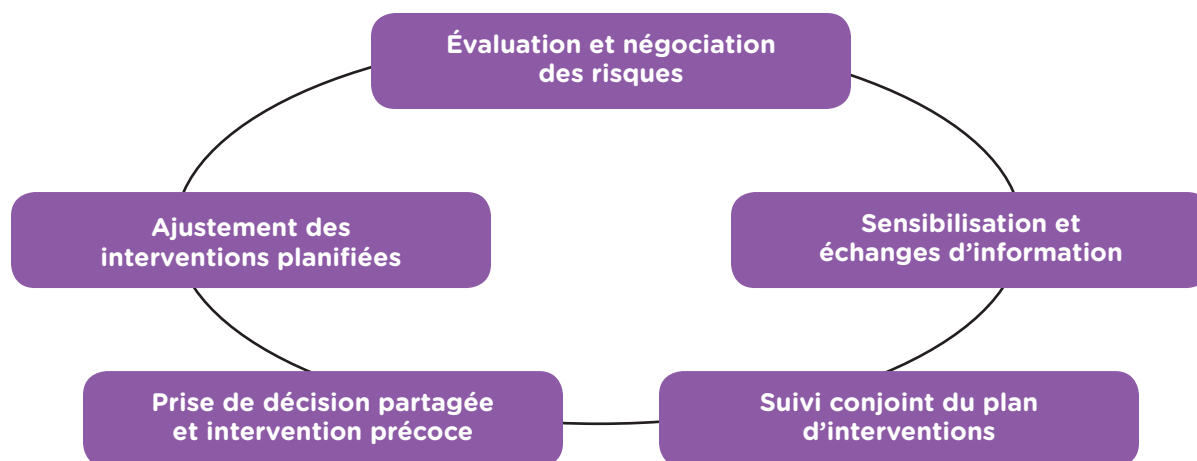 Évaluation et négociation
des risques
Ajustement des
interventions planifiées
Sensibilisation et
échanges d’information
Prise de décision partagée
et intervention précoce
Suivi conjoint du plan
d’interventions